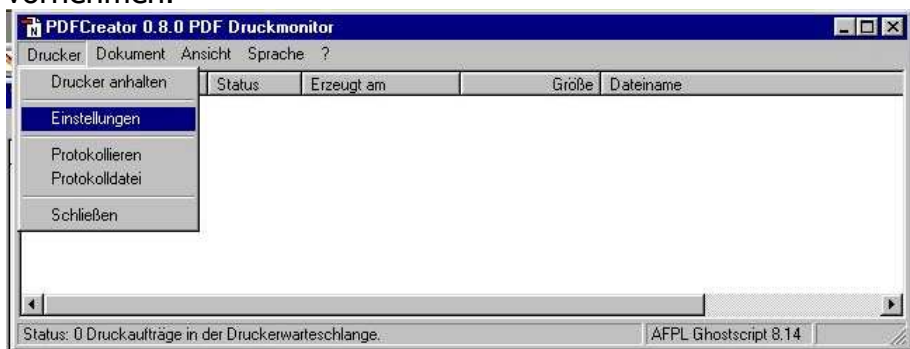 vornehmen.
PDFCreator 0.8.0 PDF Druckmonitor
Drucker Dokument Ansicht Sprache ?
Drucker anhalten
Status Erzeugt am Größe Dateiname
Einstellungen
Protokollieren
Protokolldatei
Schließen
Status: 0 Druckaufträge in der Druckerwarteschlange. AFPL Ghostscript 8.14